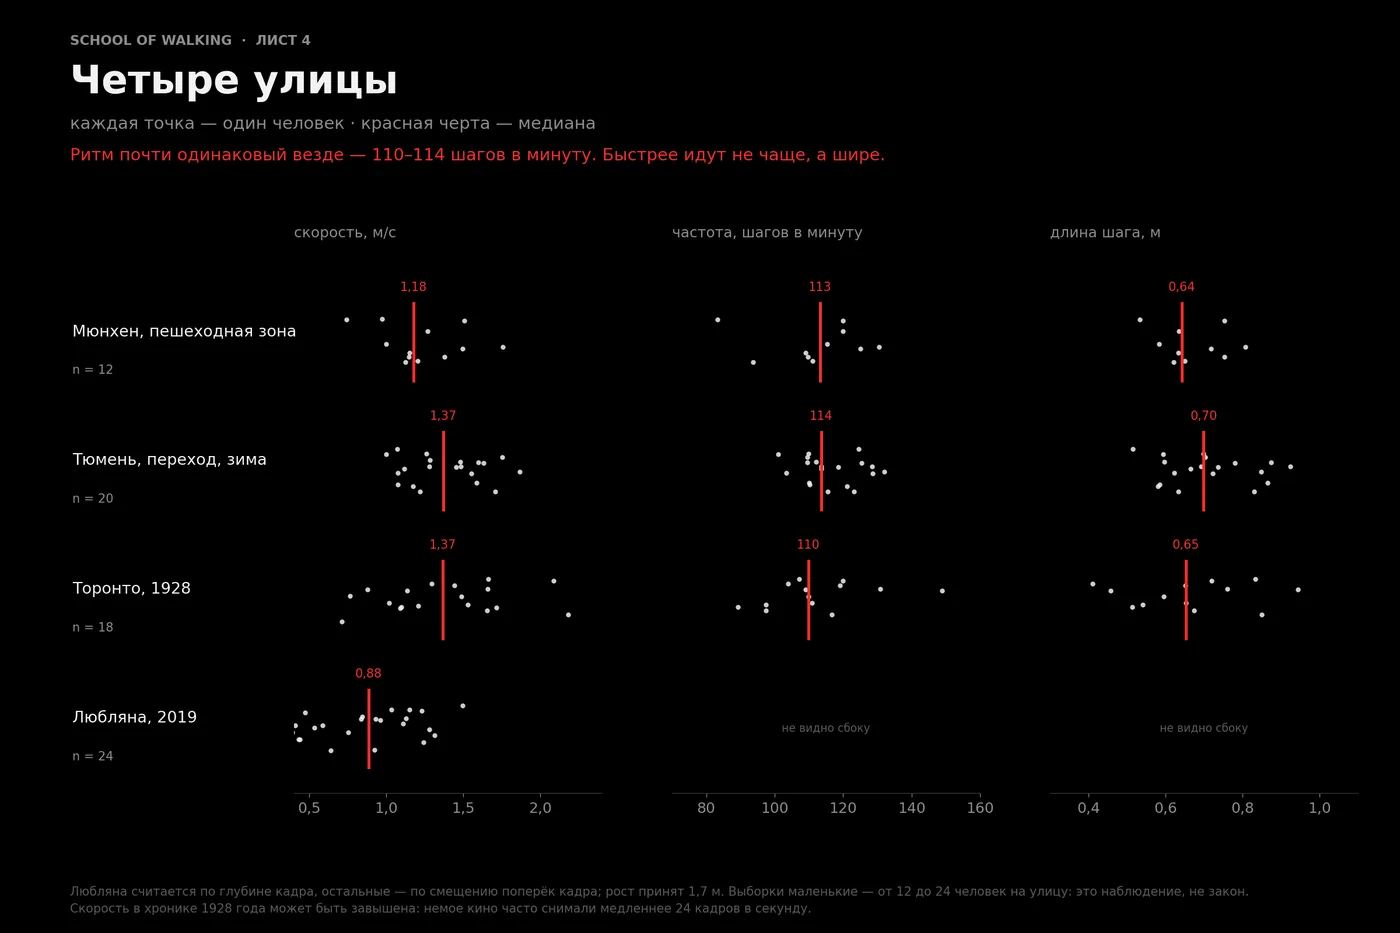 SCHOOL OF WALKING · ЛИСТ 4
Четыре улицы
каждая точка — один человек · красная черта — медиана
Ритм почти одинаковый везде — 110–114 шагов в минуту. Быстрее идут не чаще, а шире.
скорость, м/с
частота, шагов в минуту
длина шага, м
1,18
113
0,64
Мюнхен, пешеходная зона
n = 12
1,37
114
0,70
Тюмень, переход, зима
n = 20
1,37
110
0,65
Торонто, 1928
n = 18
0,88
Любляна, 2019
не видно сбоку
не видно сбоку
n = 24
0,5 1,0 1,5 2,0
80 100 120 140 160
0,4 0,6 0,8 1,0
Любляна считается по глубине кадра, остальные — по смещению поперёк кадра; рост принят 1,7 м. Выборки маленькие — от 12 до 24 человек на улицу: это наблюдение, не закон.
Скорость в хронике 1928 года может быть завышена: немое кино часто снимали медленнее 24 кадров в секунду.